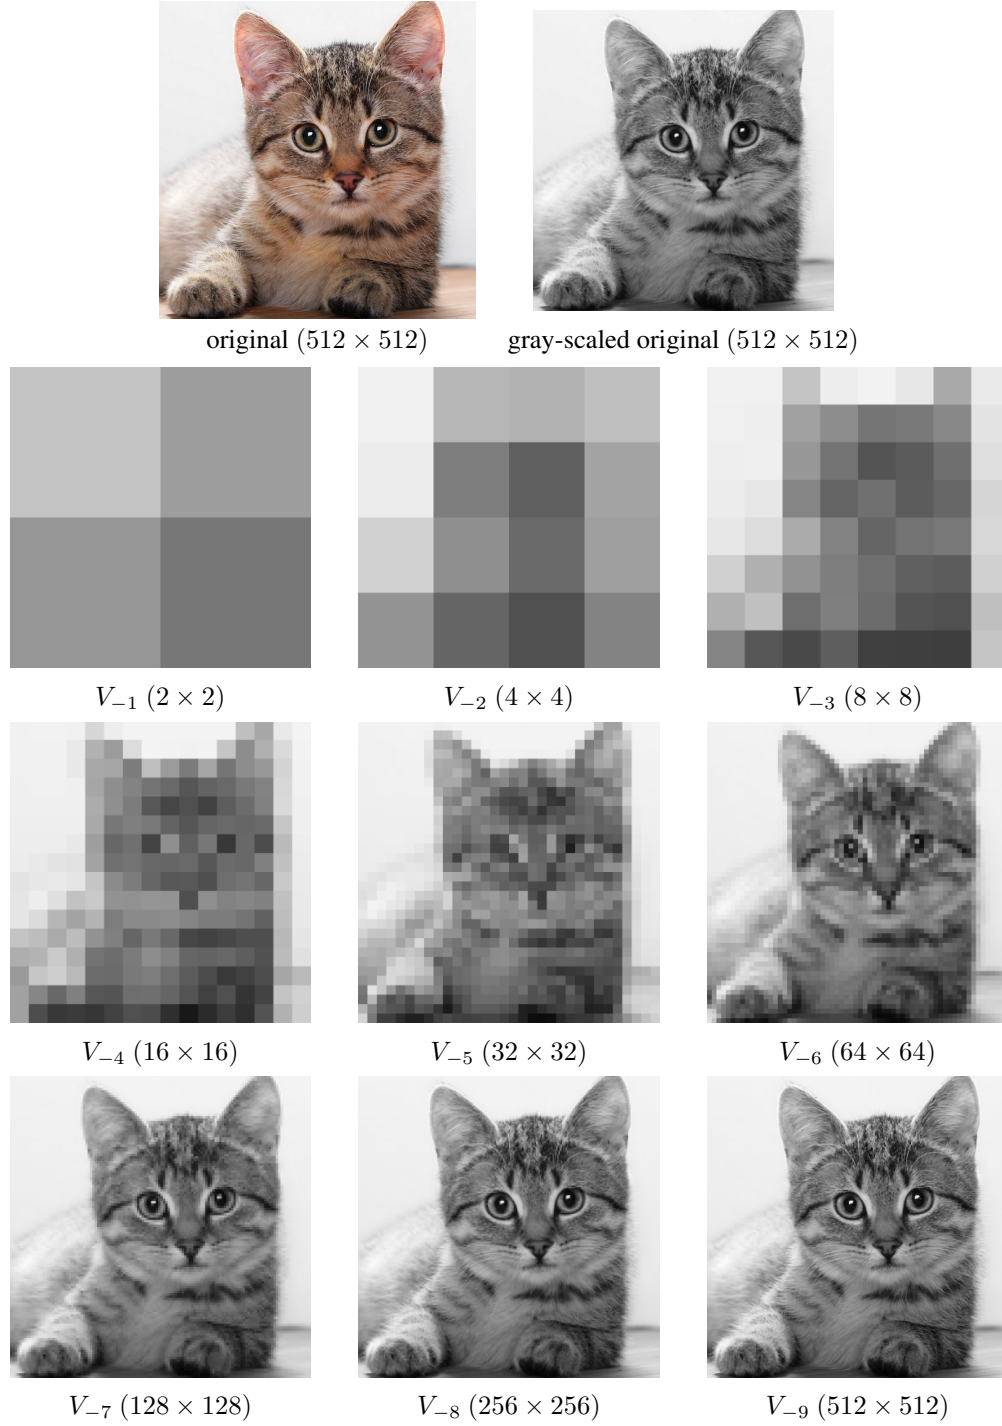 original (512 × 512)
gray-scaled original (512 × 512)
V₋₁ (2 × 2)
V₋₂ (4 × 4)
V₋₃ (8 × 8)
V₋₄ (16 × 16)
V₋₅ (32 × 32)
V₋₆ (64 × 64)
V₋₇ (128 × 128)
V₋₈ (256 × 256)
V₋₉ (512 × 512)